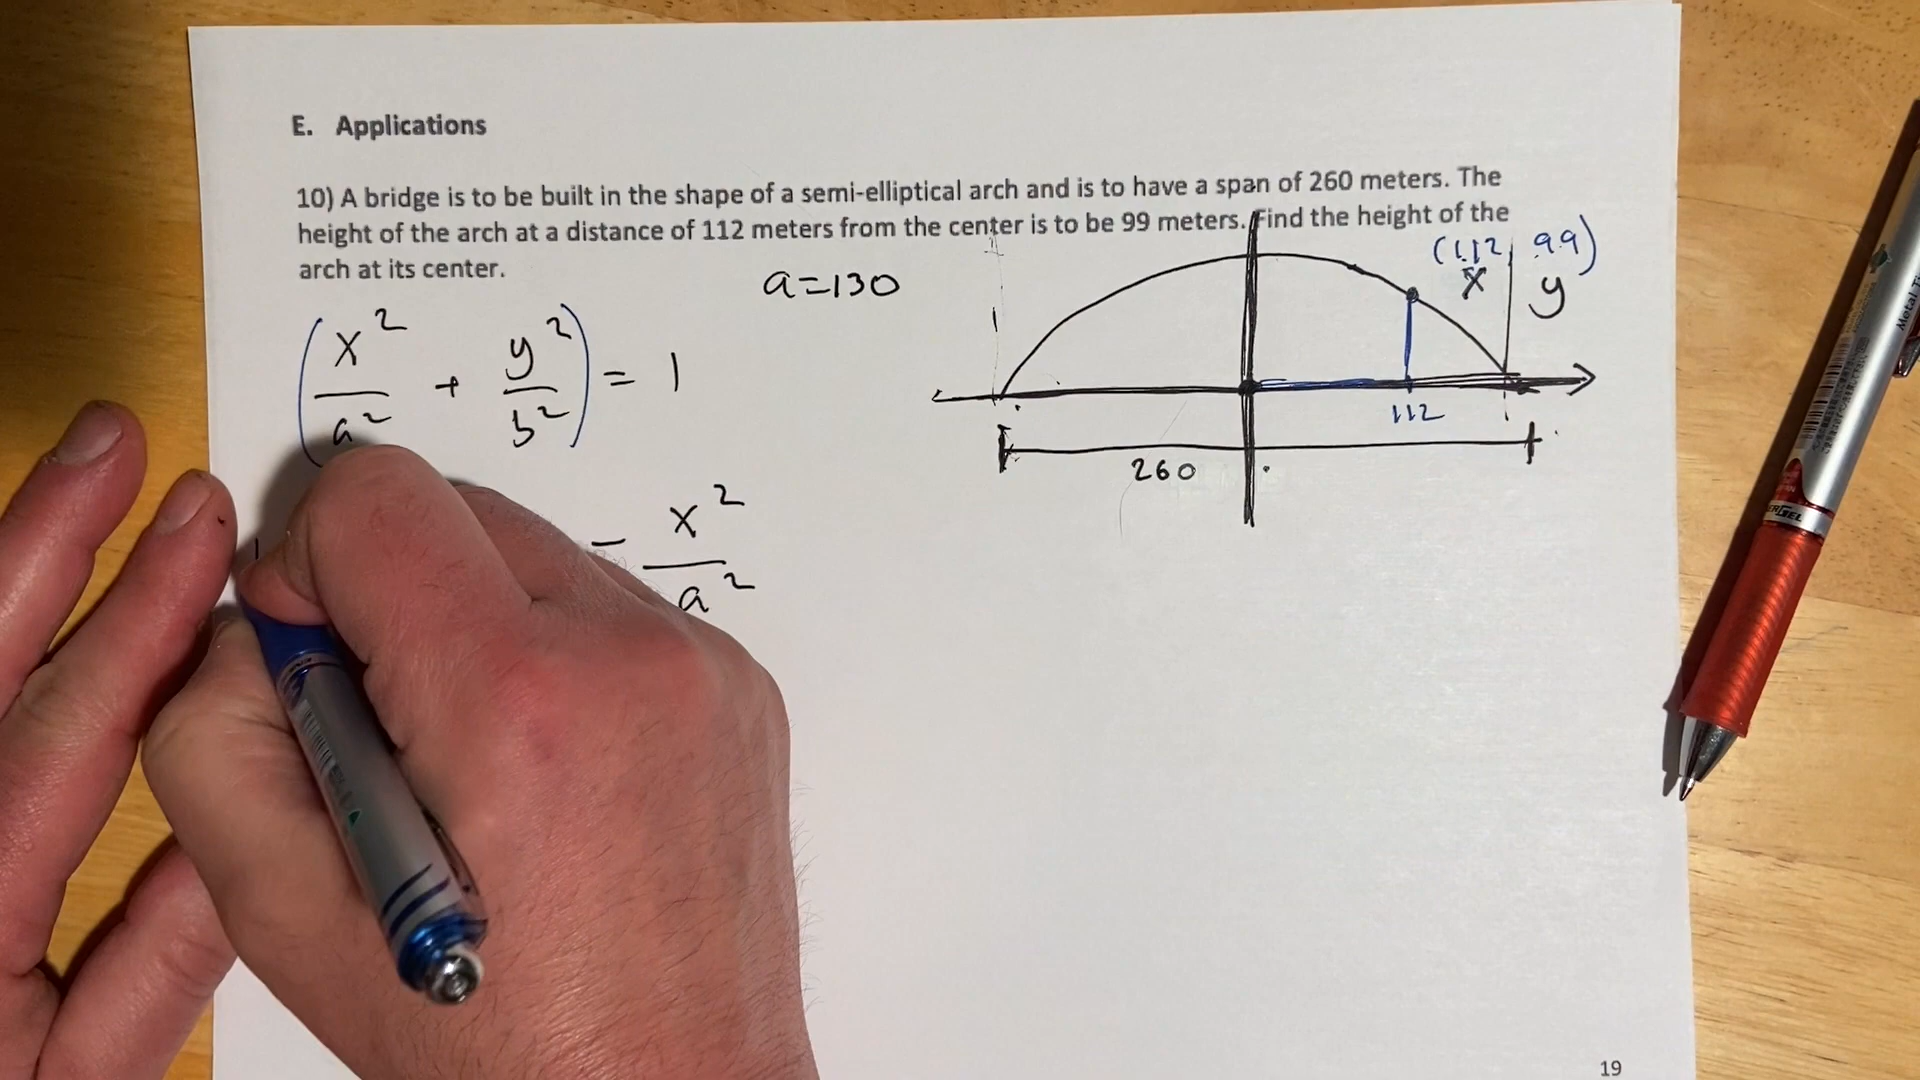 E. Applications
10) A bridge is to be built in the shape of a semi-elliptical arch and is to have a span of 260 meters. The
height of the arch at a distance of 112 meters from the center is to be 99 meters. Find the height of the
arch at its center.
a=130
(112, 99)
x y
x² / a² + y² / b² = 1
112
260
- x² / a²
19